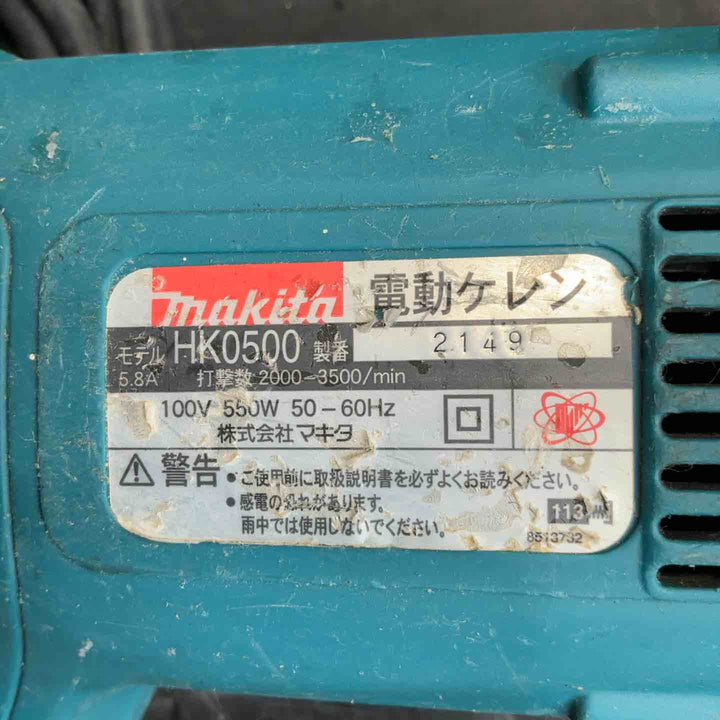 makita 電動ケレン
モデル HK0500 製番 2149
5.8A 打撃数 2000-3500/min
100V 550W 50-60Hz
株式会社マキタ
警告 •ご使用前に取扱説明書を必ずよくお読みください。
•感電の恐れがあります。
雨中では使用しないでください。
113
8513732